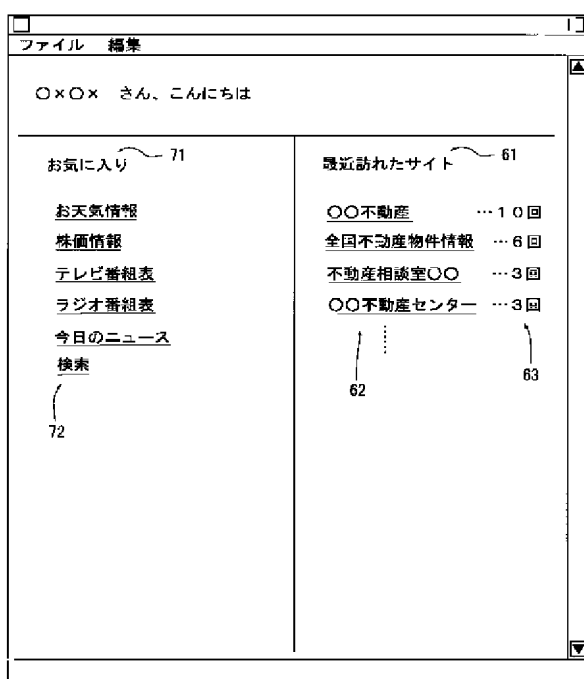 ファイル 編集
○×○× さん、こんにちは
お気に入り 71
お天気情報
株価情報
テレビ番組表
ラジオ番組表
今日のニュース
検索
72
最近訪れたサイト 61
○○不動産 …10回
全国不動産物件情報 …6回
不動産相談室○○ …3回
○○不動産センター …3回
62
63